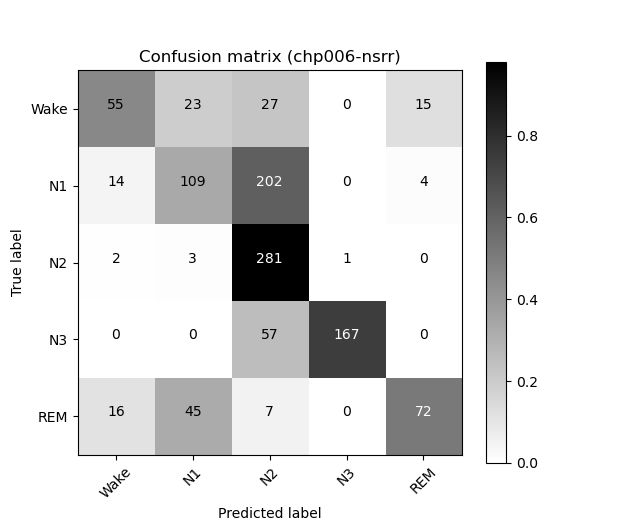 Confusion matrix (chp006-nsrr)
Wake 55 23 27 0 15
N1 14 109 202 0 4
N2 2 3 281 1 0
N3 0 0 57 167 0
REM 16 45 7 0 72
Wake N1 N2 N3 REM
Predicted label
True label
0.8
0.6
0.4
0.2
0.0